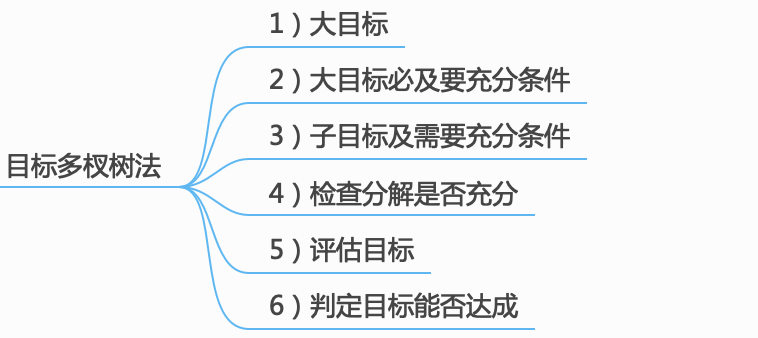 1）大目标
2）大目标必及要充分条件
3）子目标及需要充分条件
目标多杈树法
4）检查分解是否充分
5）评估目标
6）判定目标能否达成